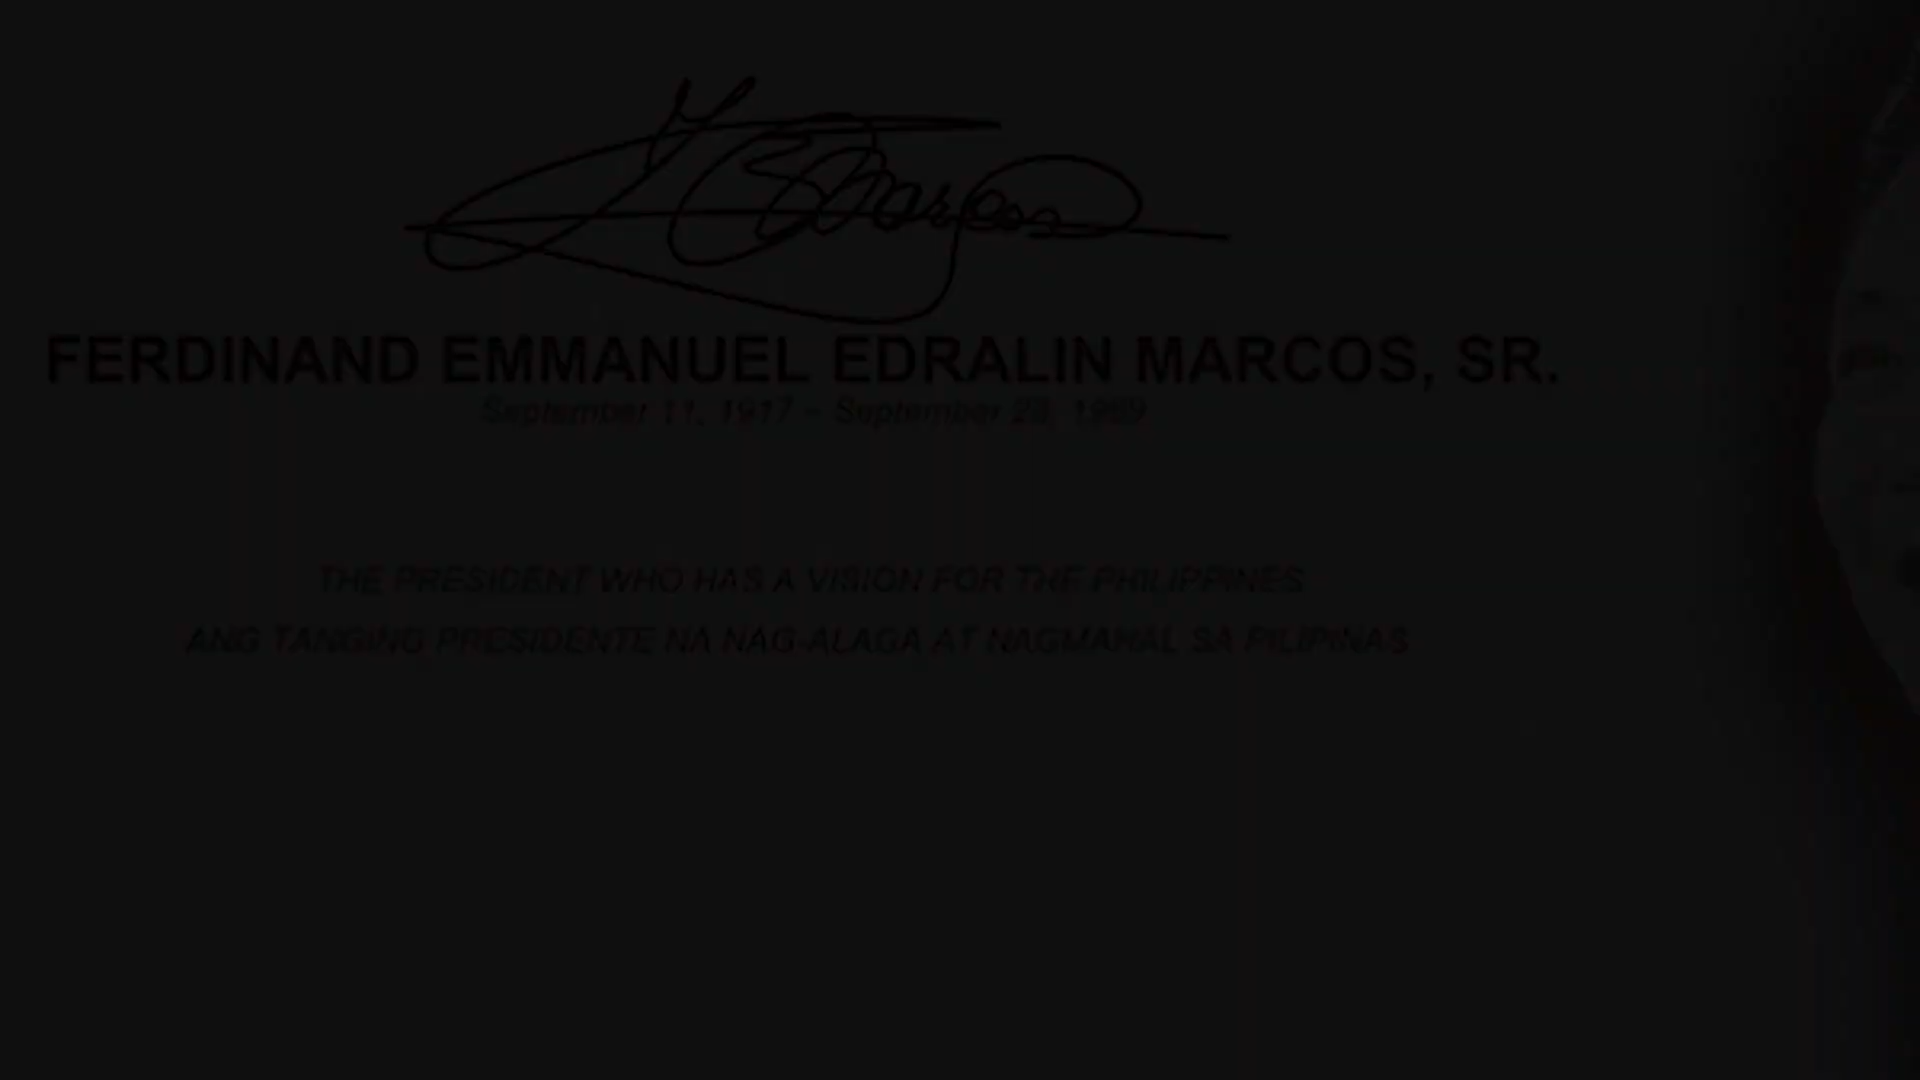 FEMarcos
FERDINAND EMMANUEL EDRALIN MARCOS, SR.
September 11, 1917 – September 28, 1989
THE PRESIDENT WHO HAS A VISION FOR THE PHILIPPINES
ANG TANGING PRESIDENTE NA NAG-ALAGA AT NAGMAHAL SA PILIPINAS